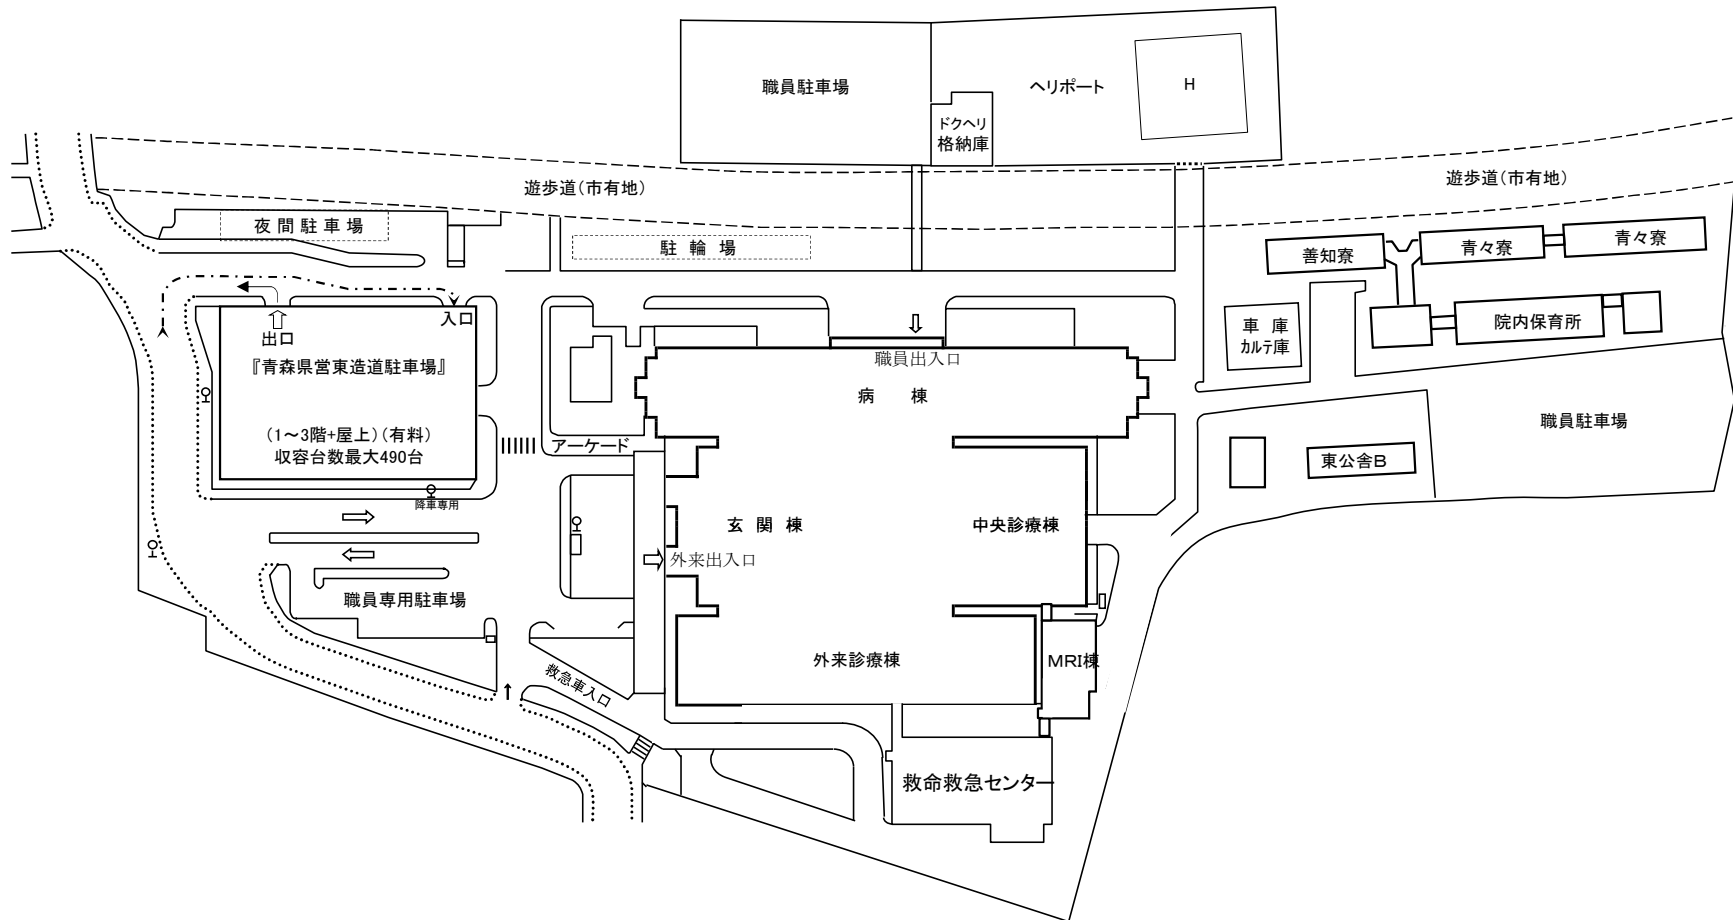 職員駐車場
ヘリポート
H
ドクヘリ
格納庫
遊歩道(市有地)
遊歩道(市有地)
夜間駐車場
駐輪場
善知寮
青々寮
青々寮
入口
出口
『青森県営東造道駐車場』
(1～3階+屋上)(有料)
収容台数最大490台
降車専用
車庫
カルテ庫
院内保育所
職員出入口
病棟
アーケード
職員駐車場
東公舎B
玄関棟
中央診療棟
外来出入口
職員専用駐車場
外来診療棟
MRI棟
救急車入口
救命救急センター